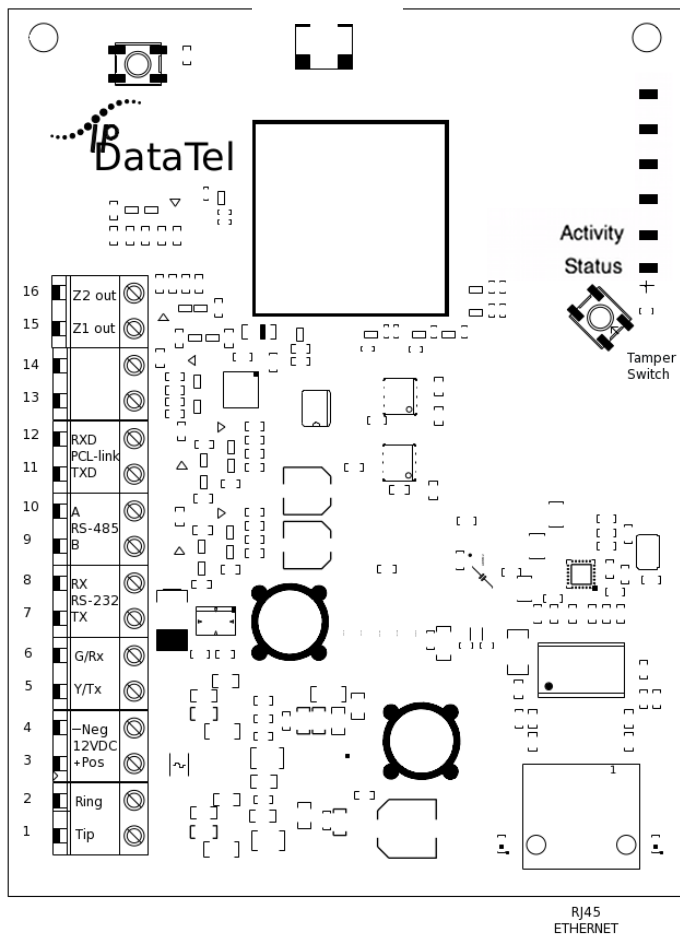 ip
DataTel
Activity
Status
Tamper
Switch
16 Z2 out
15 Z1 out
14
13
12 RXD
PCL-link
11 TXD
10 A
RS-485
9 B
8 RX
RS-232
7 TX
6 G/Rx
5 Y/Tx
4 −Neg
12VDC
3 +Pos
2 Ring
1 Tip
1
RJ45
ETHERNET